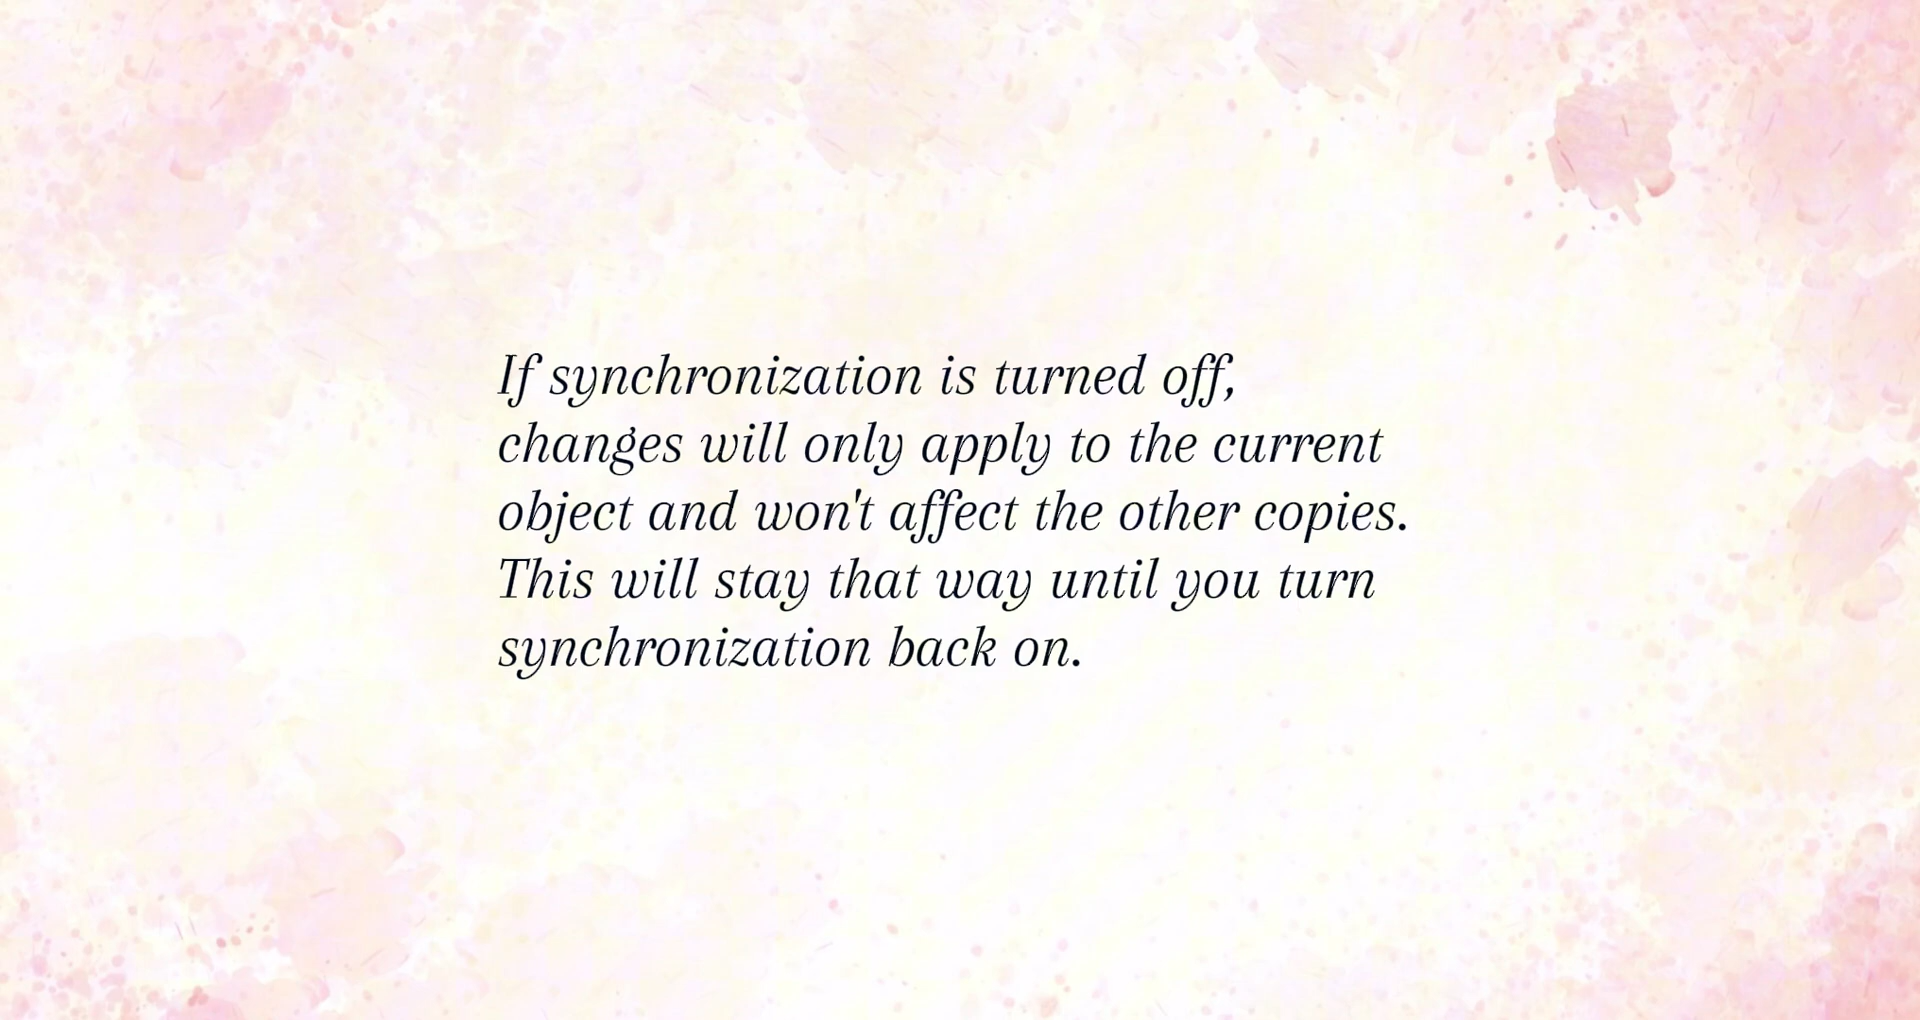 If synchronization is turned off,
changes will only apply to the current
object and won't affect the other copies.
This will stay that way until you turn
synchronization back on.